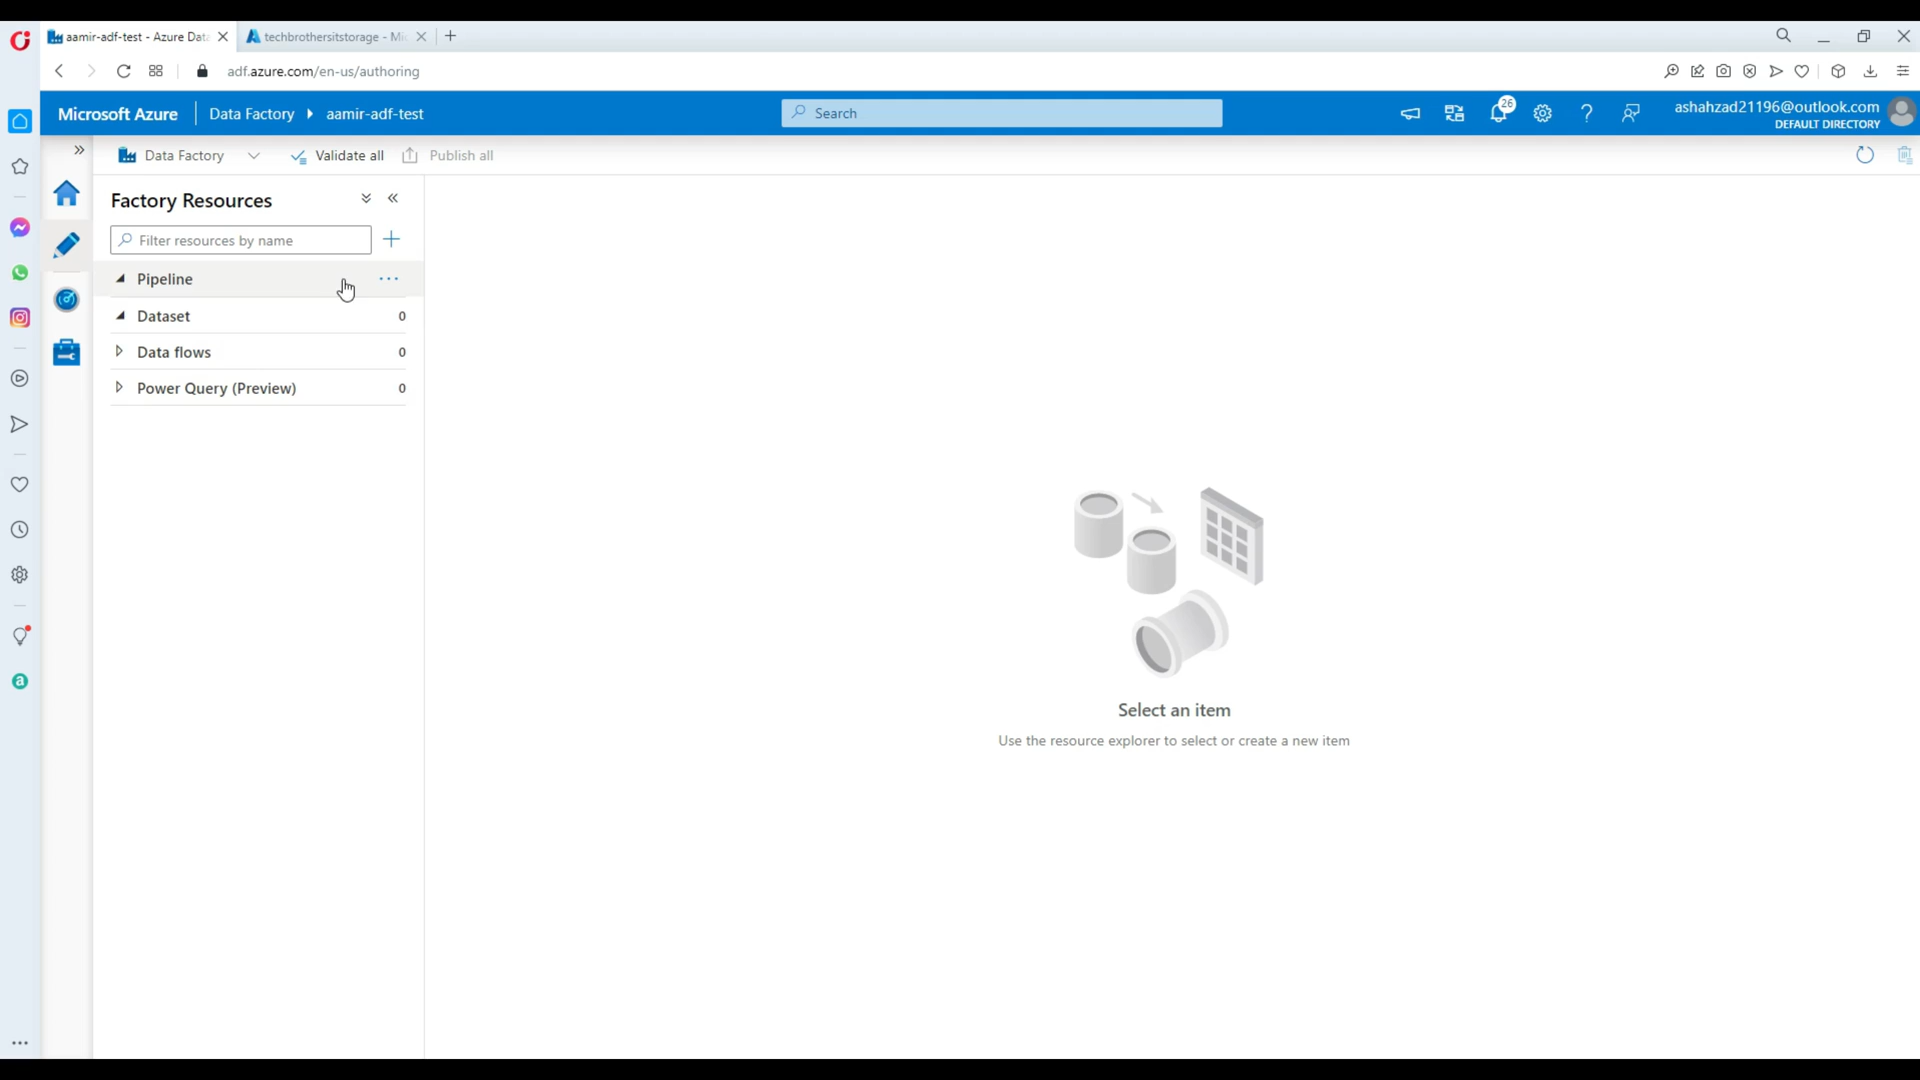 aamir-adf-test - Azure Data
techbrothersitstorage - Mic
adf.azure.com/en-us/authoring
Microsoft Azure
Data Factory
aamir-adf-test
Search
26
ashahzad21196@outlook.com
DEFAULT DIRECTORY
Data Factory
Validate all
Publish all
Factory Resources
Filter resources by name
Pipeline
Dataset 0
Data flows 0
Power Query (Preview) 0
Select an item
Use the resource explorer to select or create a new item
a